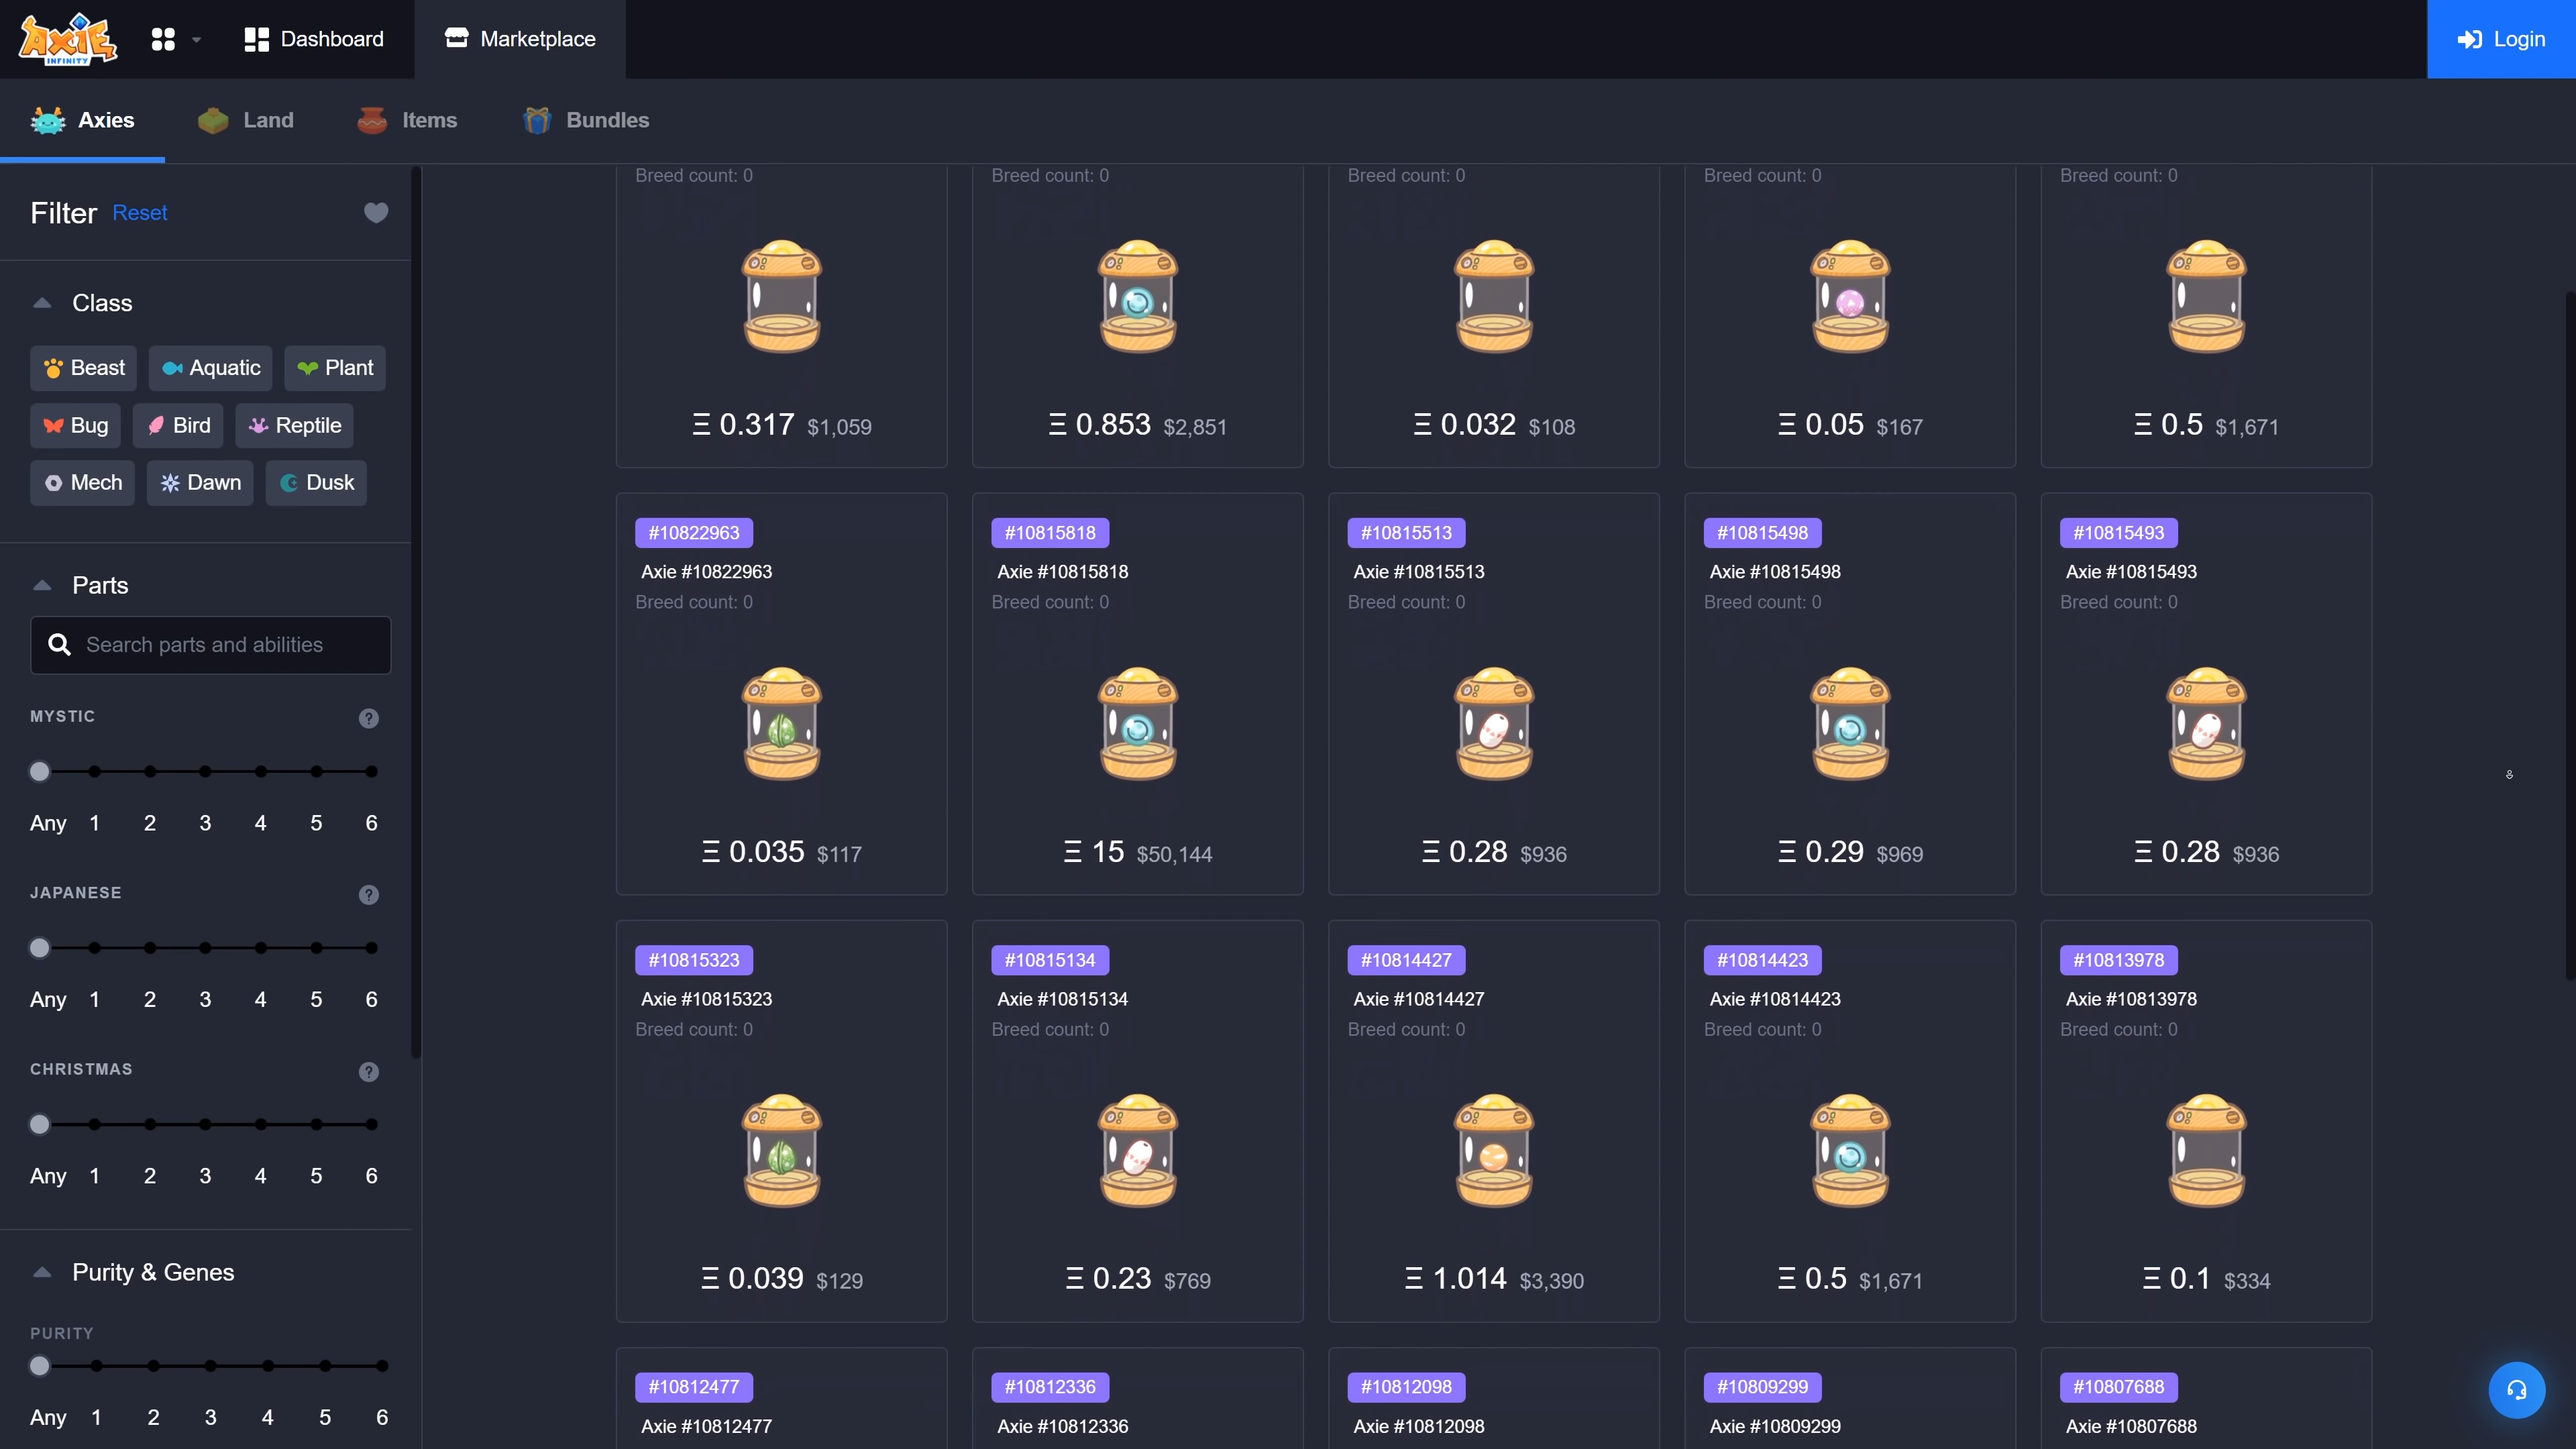 AXIE
INFINITY
Dashboard
Marketplace
Login
Axies
Land
Items
Bundles
Filter
Reset
Class
Beast
Aquatic
Plant
Bug
Bird
Reptile
Mech
Dawn
Dusk
Parts
Search parts and abilities
MYSTIC
Any 1 2 3 4 5 6
JAPANESE
Any 1 2 3 4 5 6
CHRISTMAS
Any 1 2 3 4 5 6
Purity & Genes
PURITY
Any 1 2 3 4 5 6
Breed count: 0
Ξ 0.317 $1,059
Breed count: 0
Ξ 0.853 $2,851
Breed count: 0
Ξ 0.032 $108
Breed count: 0
Ξ 0.05 $167
Breed count: 0
Ξ 0.5 $1,671
#10822963
Axie #10822963
Breed count: 0
Ξ 0.035 $117
#10815818
Axie #10815818
Breed count: 0
Ξ 15 $50,144
#10815513
Axie #10815513
Breed count: 0
Ξ 0.28 $936
#10815498
Axie #10815498
Breed count: 0
Ξ 0.29 $969
#10815493
Axie #10815493
Breed count: 0
Ξ 0.28 $936
#10815323
Axie #10815323
Breed count: 0
Ξ 0.039 $129
#10815134
Axie #10815134
Breed count: 0
Ξ 0.23 $769
#10814427
Axie #10814427
Breed count: 0
Ξ 1.014 $3,390
#10814423
Axie #10814423
Breed count: 0
Ξ 0.5 $1,671
#10813978
Axie #10813978
Breed count: 0
Ξ 0.1 $334
#10812477
Axie #10812477
#10812336
Axie #10812336
#10812098
Axie #10812098
#10809299
Axie #10809299
#10807688
Axie #10807688